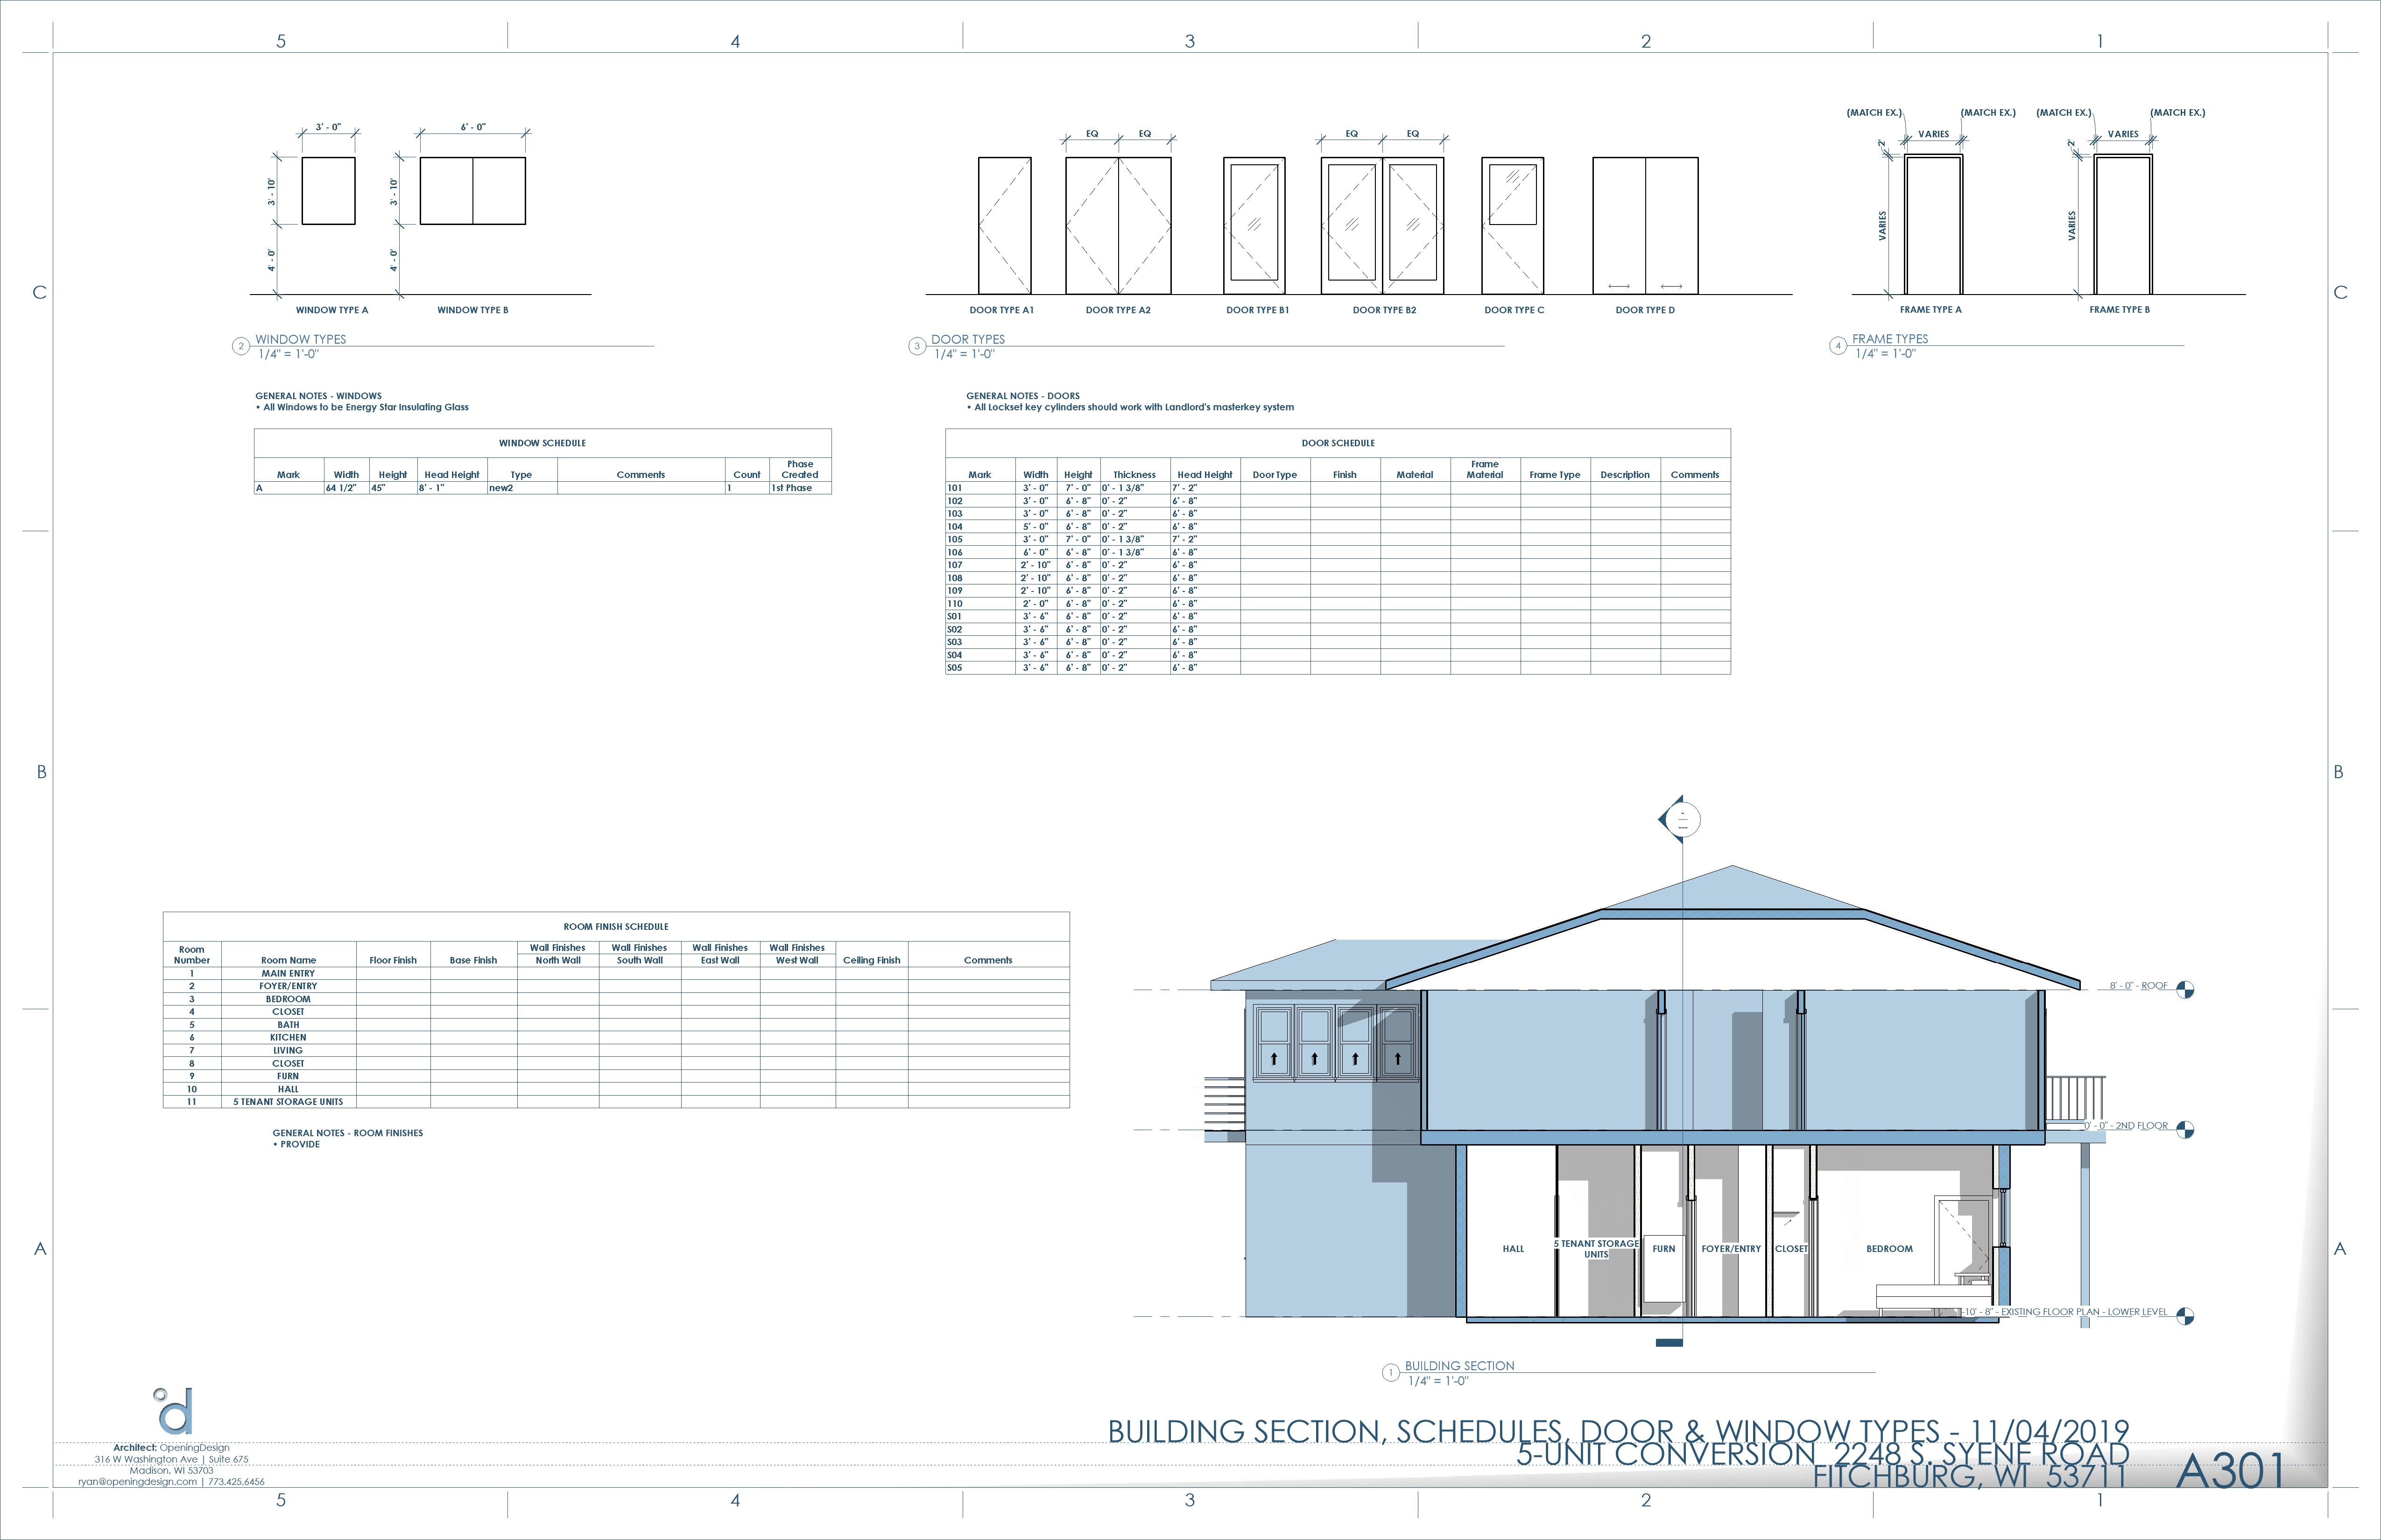 5 4 3 2 1
C
C
B
B
A
A
3' - 0"
6' - 0"
3' - 10"
4' - 0"
3' - 10"
4' - 0"
WINDOW TYPE A
WINDOW TYPE B
2 WINDOW TYPES
1/4" = 1'-0"
EQ EQ
EQ EQ
DOOR TYPE A1
DOOR TYPE A2
DOOR TYPE B1
DOOR TYPE B2
DOOR TYPE C
DOOR TYPE D
3 DOOR TYPES
1/4" = 1'-0"
(MATCH EX.) (MATCH EX.) (MATCH EX.) (MATCH EX.)
VARIES VARIES
2" 2"
VARIES VARIES
FRAME TYPE A
FRAME TYPE B
4 FRAME TYPES
1/4" = 1'-0"
GENERAL NOTES - WINDOWS
• All Windows to be Energy Star Insulating Glass
WINDOW SCHEDULE
Mark Width Height Head Height Type Comments Count Phase Created
A 64 1/2" 45" 8' - 1" new2 1 1st Phase
GENERAL NOTES - DOORS
• All Lockset key cylinders should work with Landlord's masterkey system
DOOR SCHEDULE
Mark Width Height Thickness Head Height Door Type Finish Material Frame Material Frame Type Description Comments
101 3' - 0" 7' - 0" 0' - 1 3/8" 7' - 2"
102 3' - 0" 6' - 8" 0' - 2" 6' - 8"
103 3' - 0" 6' - 8" 0' - 2" 6' - 8"
104 5' - 0" 6' - 8" 0' - 2" 6' - 8"
105 3' - 0" 7' - 0" 0' - 1 3/8" 7' - 2"
106 6' - 0" 6' - 8" 0' - 1 3/8" 6' - 8"
107 2' - 10" 6' - 8" 0' - 2" 6' - 8"
108 2' - 10" 6' - 8" 0' - 2" 6' - 8"
109 2' - 10" 6' - 8" 0' - 2" 6' - 8"
110 2' - 0" 6' - 8" 0' - 2" 6' - 8"
S01 3' - 6" 6' - 8" 0' - 2" 6' - 8"
S02 3' - 6" 6' - 8" 0' - 2" 6' - 8"
S03 3' - 6" 6' - 8" 0' - 2" 6' - 8"
S04 3' - 6" 6' - 8" 0' - 2" 6' - 8"
S05 3' - 6" 6' - 8" 0' - 2" 6' - 8"
ROOM FINISH SCHEDULE
Room Number Room Name Floor Finish Base Finish Wall Finishes North Wall Wall Finishes South Wall Wall Finishes East Wall Wall Finishes West Wall Ceiling Finish Comments
1 MAIN ENTRY
2 FOYER/ENTRY
3 BEDROOM
4 CLOSET
5 BATH
6 KITCHEN
7 LIVING
8 CLOSET
9 FURN
10 HALL
11 5 TENANT STORAGE UNITS
GENERAL NOTES - ROOM FINISHES
• PROVIDE
-
---
---
8' - 0" - ROOF
0' - 0" - 2ND FLOOR
-10' - 8" - EXISTING FLOOR PLAN - LOWER LEVEL
HALL
5 TENANT STORAGE
UNITS
FURN
FOYER/ENTRY
CLOSET
BEDROOM
1 BUILDING SECTION
1/4" = 1'-0"
d
Architect: OpeningDesign
316 W Washington Ave | Suite 675
Madison, WI 53703
ryan@openingdesign.com | 773.425.6456
BUILDING SECTION, SCHEDULES, DOOR & WINDOW TYPES - 11/04/2019
5-UNIT CONVERSION 2248 S. SYENE ROAD
FITCHBURG, WI 53711
A301
5 4 3 2 1